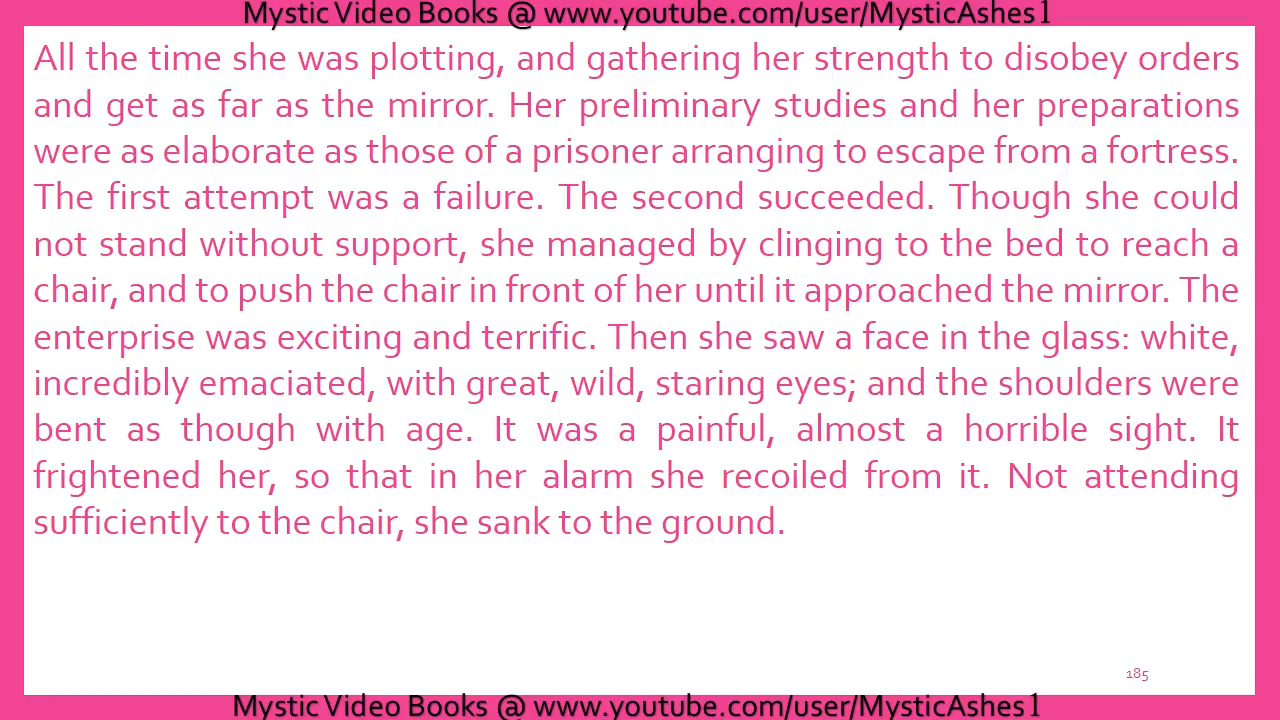 Mystic Video Books @ www.youtube.com/user/MysticAshes1
All the time she was plotting, and gathering her strength to disobey orders
and get as far as the mirror. Her preliminary studies and her preparations
were as elaborate as those of a prisoner arranging to escape from a fortress.
The first attempt was a failure. The second succeeded. Though she could
not stand without support, she managed by clinging to the bed to reach a
chair, and to push the chair in front of her until it approached the mirror. The
enterprise was exciting and terrific. Then she saw a face in the glass: white,
incredibly emaciated, with great, wild, staring eyes; and the shoulders were
bent as though with age. It was a painful, almost a horrible sight. It
frightened her, so that in her alarm she recoiled from it. Not attending
sufficiently to the chair, she sank to the ground.
185
Mystic Video Books @ www.youtube.com/user/MysticAshes1